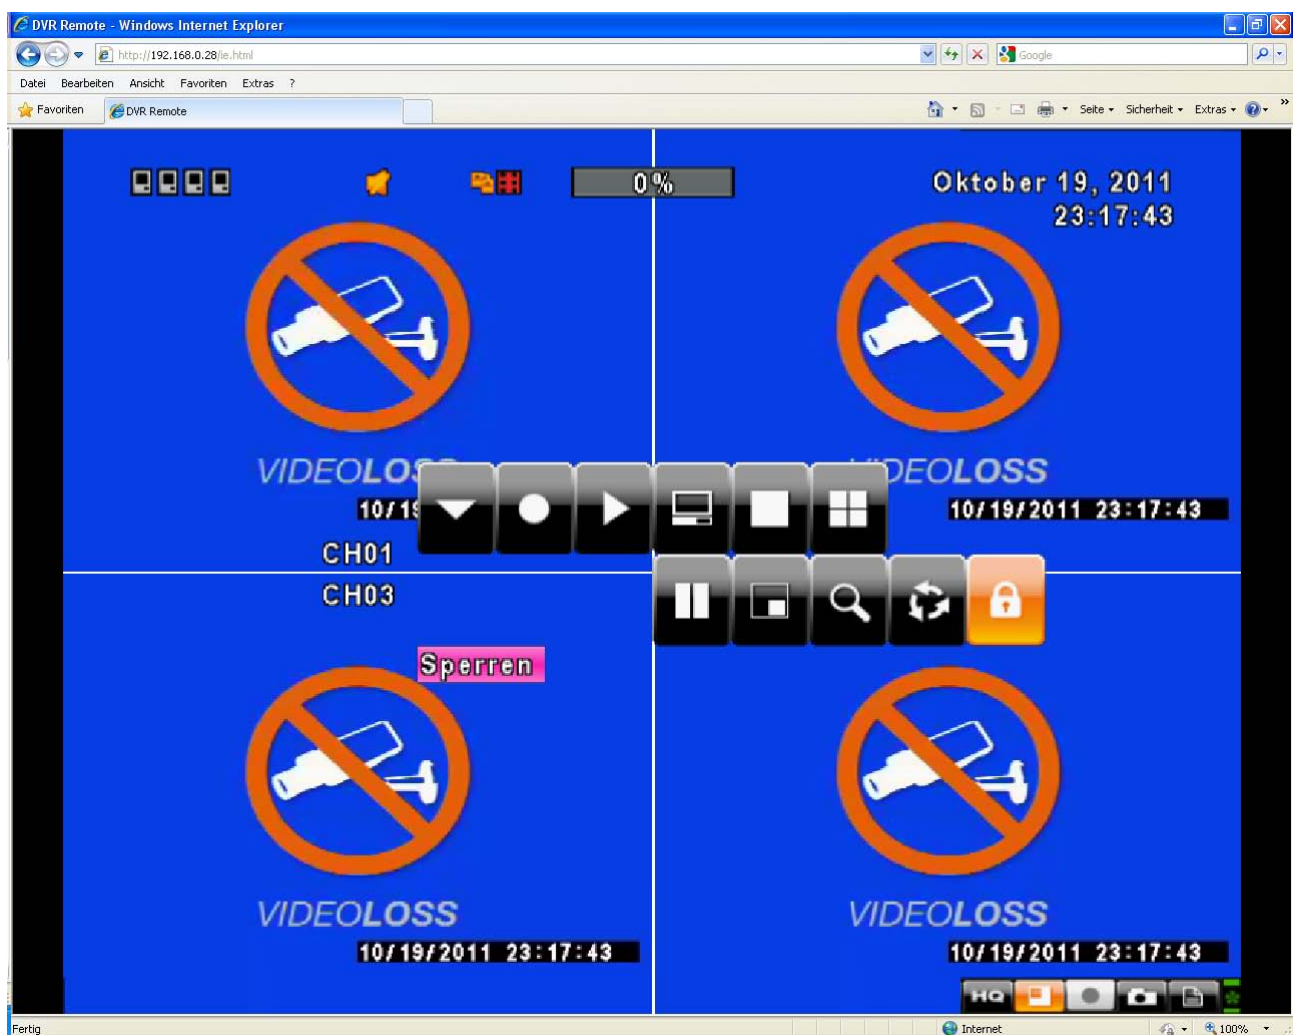 DVR Remote - Windows Internet Explorer
http://192.168.0.28/ie.html
Google
Datei Bearbeiten Ansicht Favoriten Extras ?
Favoriten DVR Remote
Seite Sicherheit Extras
0%
Oktober 19, 2011
23:17:43
VIDEOLOSS
10/19
10/19/2011 23:17:43
CH01
CH03
Sperren
VIDEOLOSS
VIDEOLOSS
10/19/2011 23:17:43
10/19/2011 23:17:43
HQ
Fertig
Internet
100%